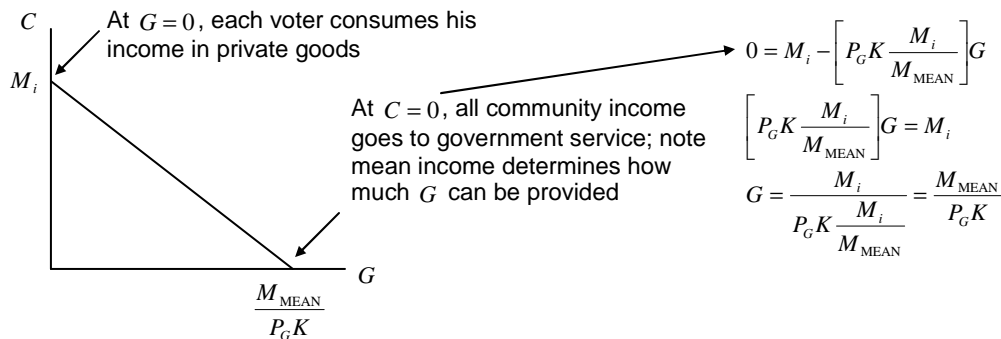 C
At G = 0, each voter consumes his
income in private goods
M_i
At C = 0, all community income
goes to government service; note
mean income determines how
much G can be provided
G
M_MEAN / P_G K
0 = M_i − [P_G K M_i / M_MEAN] G
[P_G K M_i / M_MEAN] G = M_i
G = M_i / (P_G K M_i / M_MEAN) = M_MEAN / P_G K